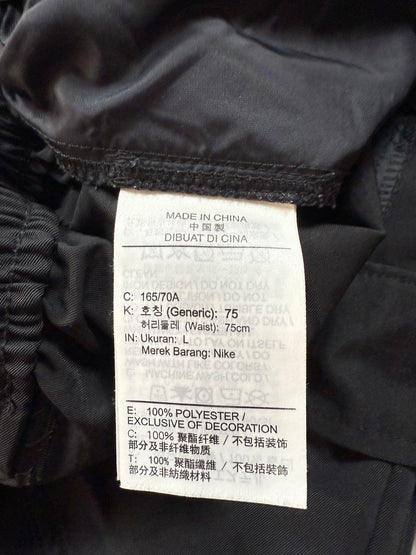 MADE IN CHINA
中国製
DIBUAT DI CINA
C: 165/70A
K: 호칭 (Generic): 75
허리둘레 (Waist): 75cm
IN: Ukuran: L
Merek Barang: Nike
E: 100% POLYESTER /
EXCLUSIVE OF DECORATION
C: 100% 聚酯纤维 / 不包括装饰
部分及非纤维物质
T: 100% 聚酯纖維 / 不包括裝飾
部分及非紡織材料